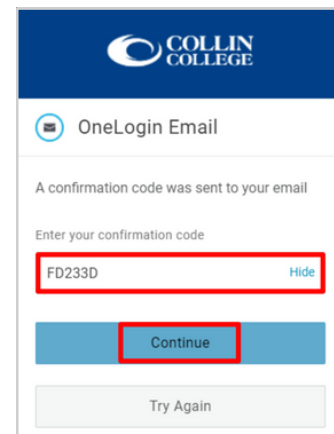 COLLIN
COLLEGE
OneLogin Email
A confirmation code was sent to your email
Enter your confirmation code
FD233D Hide
Continue
Try Again